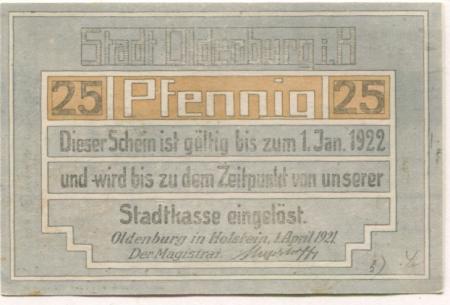 Stadt Oldenburg i. H
25 Pfennig 25
Dieser Schein ist gültig bis zum 1. Jan. 1922
und wird bis zu dem Zeitpunkt von unserer
Stadtkasse eingelöst.
Oldenburg in Holstein, 1. April 1921.
Der Magistrat.